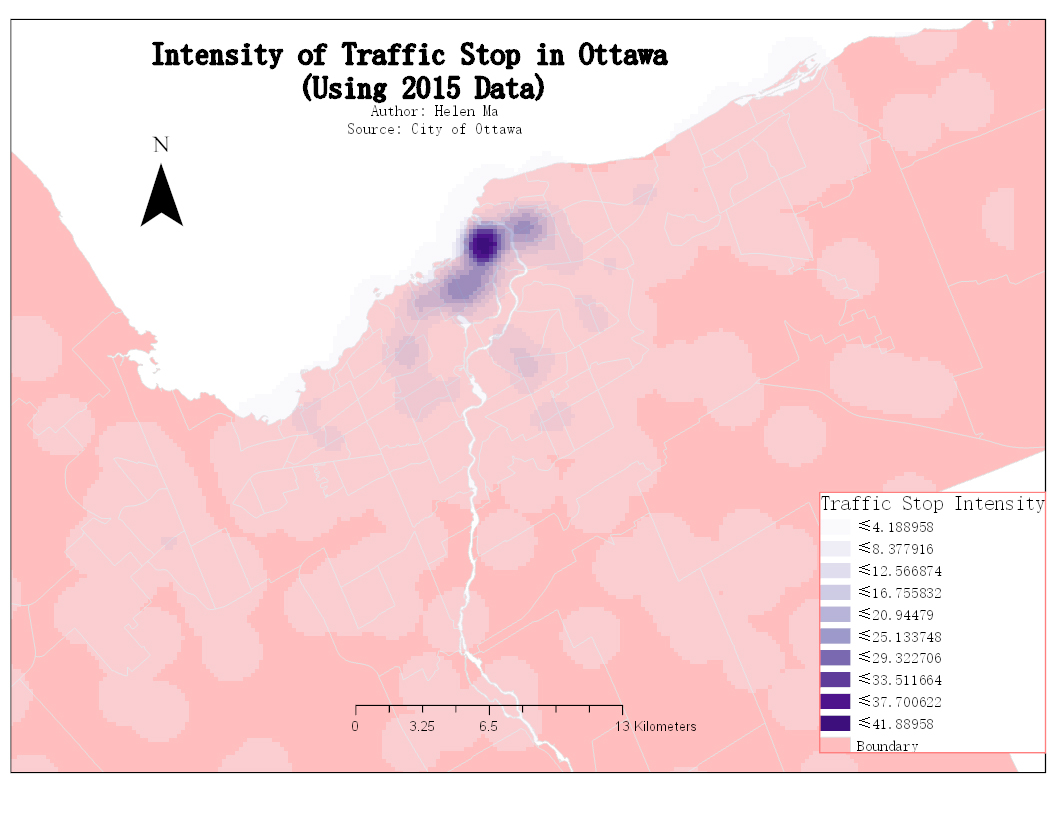 Intensity of Traffic Stop in Ottawa
(Using 2015 Data)
Author: Helen Ma
Source: City of Ottawa
N
Traffic Stop Intensity
≤4.188958
≤8.377916
≤12.566874
≤16.755832
≤20.94479
≤25.133748
≤29.322706
≤33.511664
≤37.700622
≤41.88958
Boundary
0 3.25 6.5 13 Kilometers